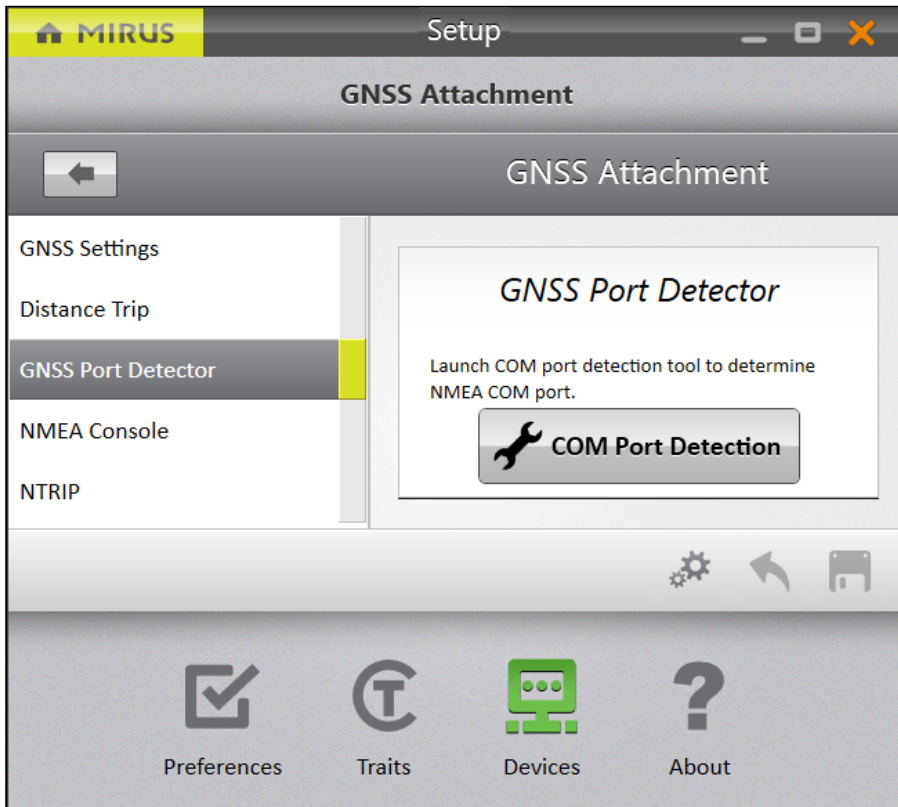 MIRUS
Setup
GNSS Attachment
GNSS Attachment
GNSS Settings
Distance Trip
GNSS Port Detector
NMEA Console
NTRIP
GNSS Port Detector
Launch COM port detection tool to determine
NMEA COM port.
COM Port Detection
Preferences
Traits
Devices
About